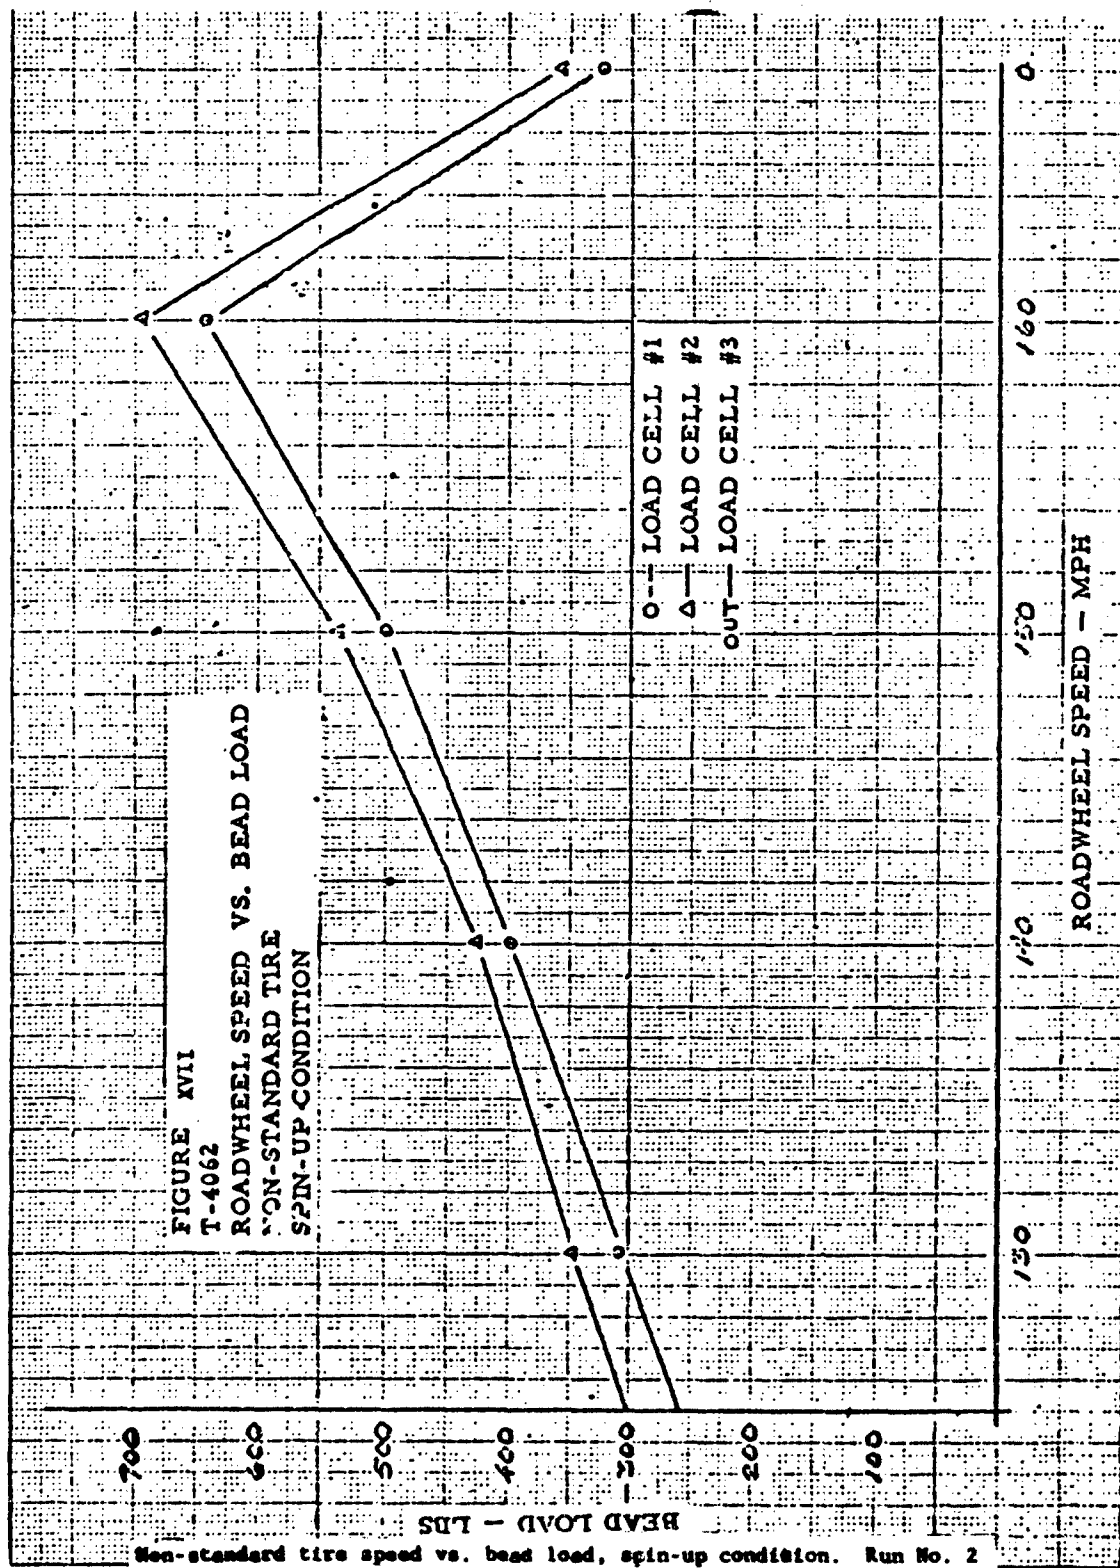 FIGURE XVII
T-4062
ROADWHEEL SPEED VS. BEAD LOAD
NON-STANDARD TIRE
SPIN-UP CONDITION
700
600
500
400
300
200
100
BEAD LOAD – LBS
O-- LOAD CELL #1
Δ— LOAD CELL #2
OUT— LOAD CELL #3
130
140
150
160
0
ROADWHEEL SPEED – MPH
Non-standard tire speed vs. bead load, spin-up condition. Run No. 2